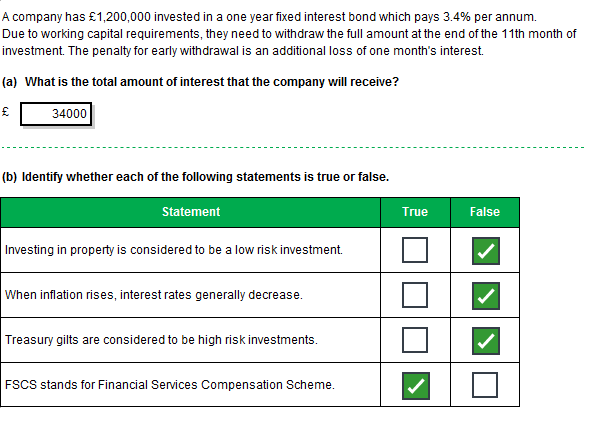 A company has £1,200,000 invested in a one year fixed interest bond which pays 3.4% per annum.
Due to working capital requirements, they need to withdraw the full amount at the end of the 11th month of
investment. The penalty for early withdrawal is an additional loss of one month's interest.
(a) What is the total amount of interest that the company will receive?
£ 34000
(b) Identify whether each of the following statements is true or false.
Statement True False
Investing in property is considered to be a low risk investment.
When inflation rises, interest rates generally decrease.
Treasury gilts are considered to be high risk investments.
FSCS stands for Financial Services Compensation Scheme.